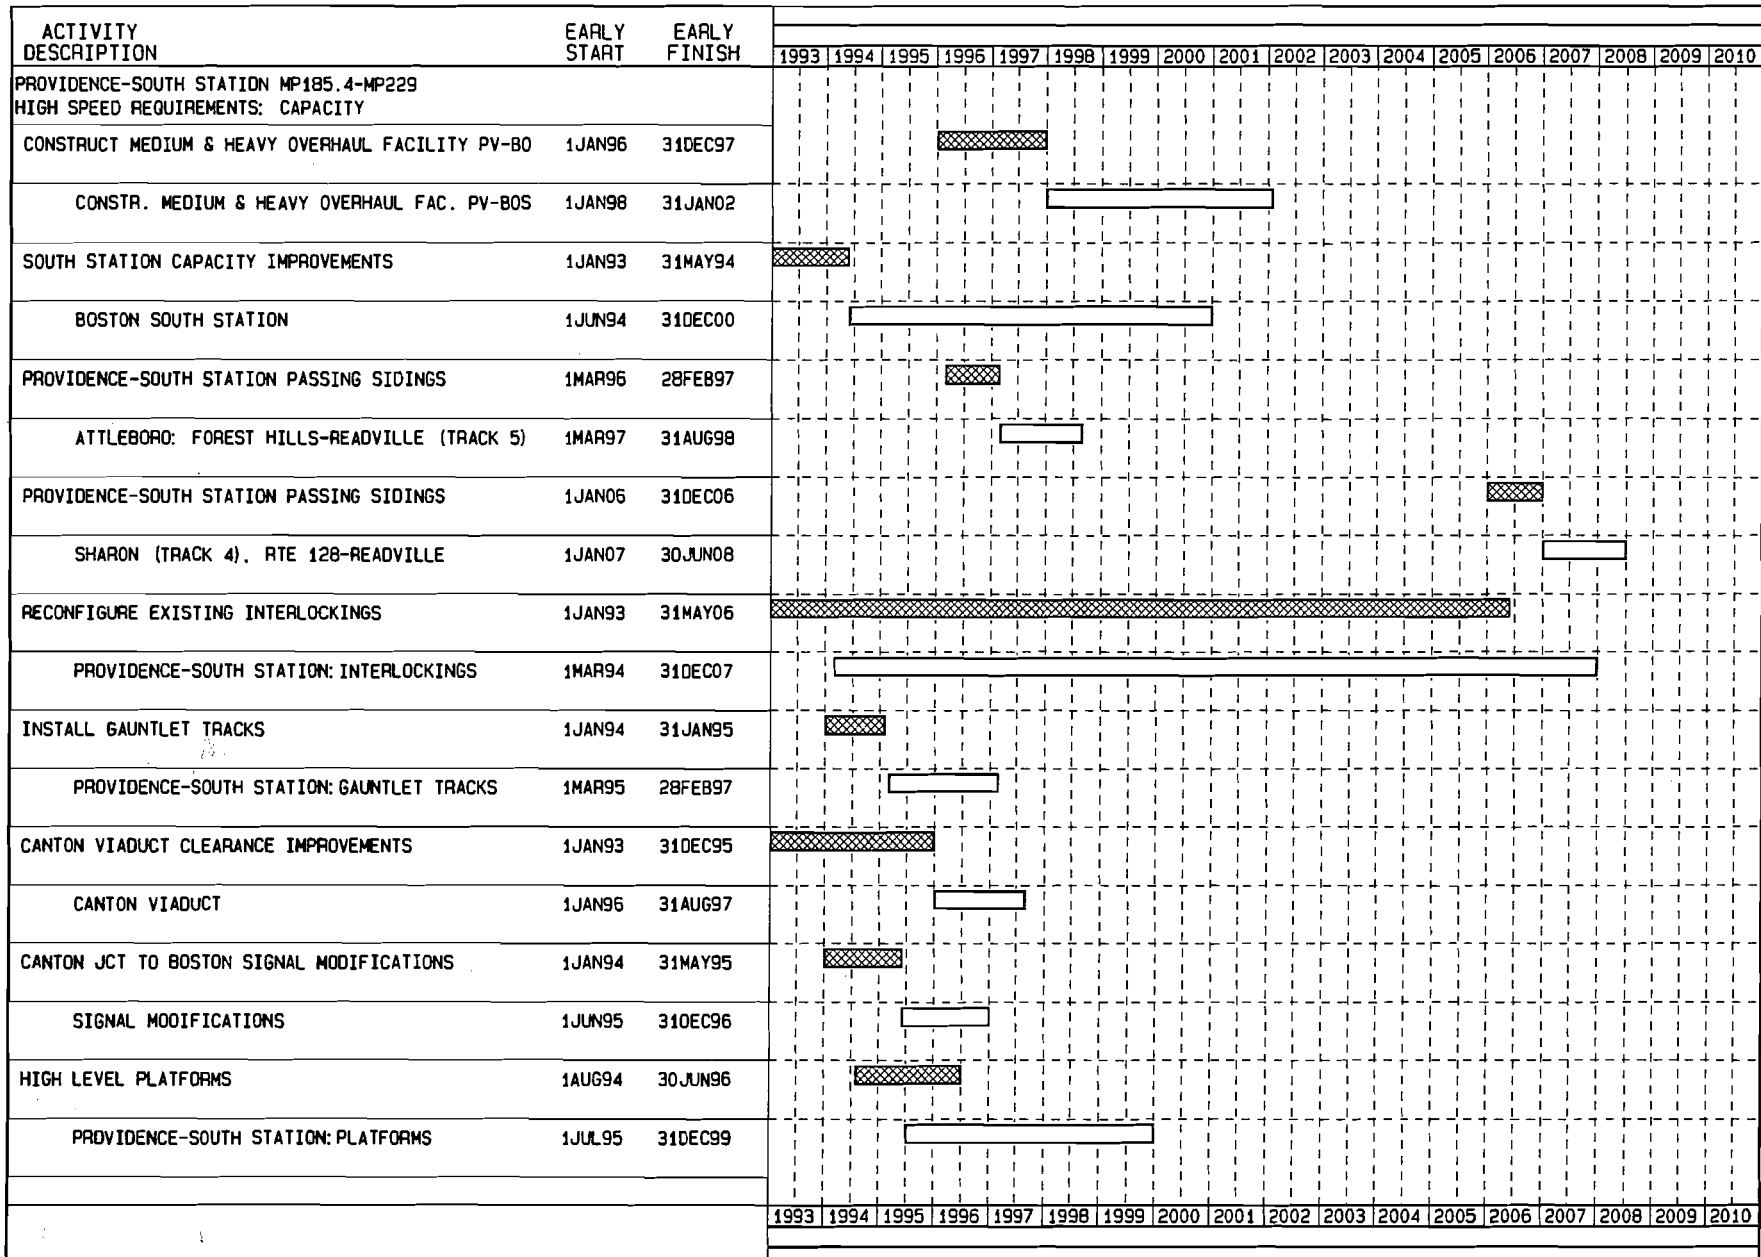 ACTIVITY EARLY EARLY
DESCRIPTION START FINISH
1993 1994 1995 1996 1997 1998 1999 2000 2001 2002 2003 2004 2005 2006 2007 2008 2009 2010
PROVIDENCE-SOUTH STATION MP185.4-MP229
HIGH SPEED REQUIREMENTS: CAPACITY
CONSTRUCT MEDIUM & HEAVY OVERHAUL FACILITY PV-BO 1JAN96 31DEC97
CONSTR. MEDIUM & HEAVY OVERHAUL FAC. PV-BOS 1JAN98 31JAN02
SOUTH STATION CAPACITY IMPROVEMENTS 1JAN93 31MAY94
BOSTON SOUTH STATION 1JUN94 31DEC00
PROVIDENCE-SOUTH STATION PASSING SIDINGS 1MAR96 28FEB97
ATTLEBORO: FOREST HILLS-READVILLE (TRACK 5) 1MAR97 31AUG98
PROVIDENCE-SOUTH STATION PASSING SIDINGS 1JAN06 31DEC06
SHARON (TRACK 4), RTE 128-READVILLE 1JAN07 30JUN08
RECONFIGURE EXISTING INTERLOCKINGS 1JAN93 31MAY06
PROVIDENCE-SOUTH STATION: INTERLOCKINGS 1MAR94 31DEC07
INSTALL GAUNTLET TRACKS 1JAN94 31JAN95
PROVIDENCE-SOUTH STATION: GAUNTLET TRACKS 1MAR95 28FEB97
CANTON VIADUCT CLEARANCE IMPROVEMENTS 1JAN93 31DEC95
CANTON VIADUCT 1JAN96 31AUG97
CANTON JCT TO BOSTON SIGNAL MODIFICATIONS 1JAN94 31MAY95
SIGNAL MODIFICATIONS 1JUN95 31DEC96
HIGH LEVEL PLATFORMS 1AUG94 30JUN96
PROVIDENCE-SOUTH STATION: PLATFORMS 1JUL95 31DEC99
1993 1994 1995 1996 1997 1998 1999 2000 2001 2002 2003 2004 2005 2006 2007 2008 2009 2010